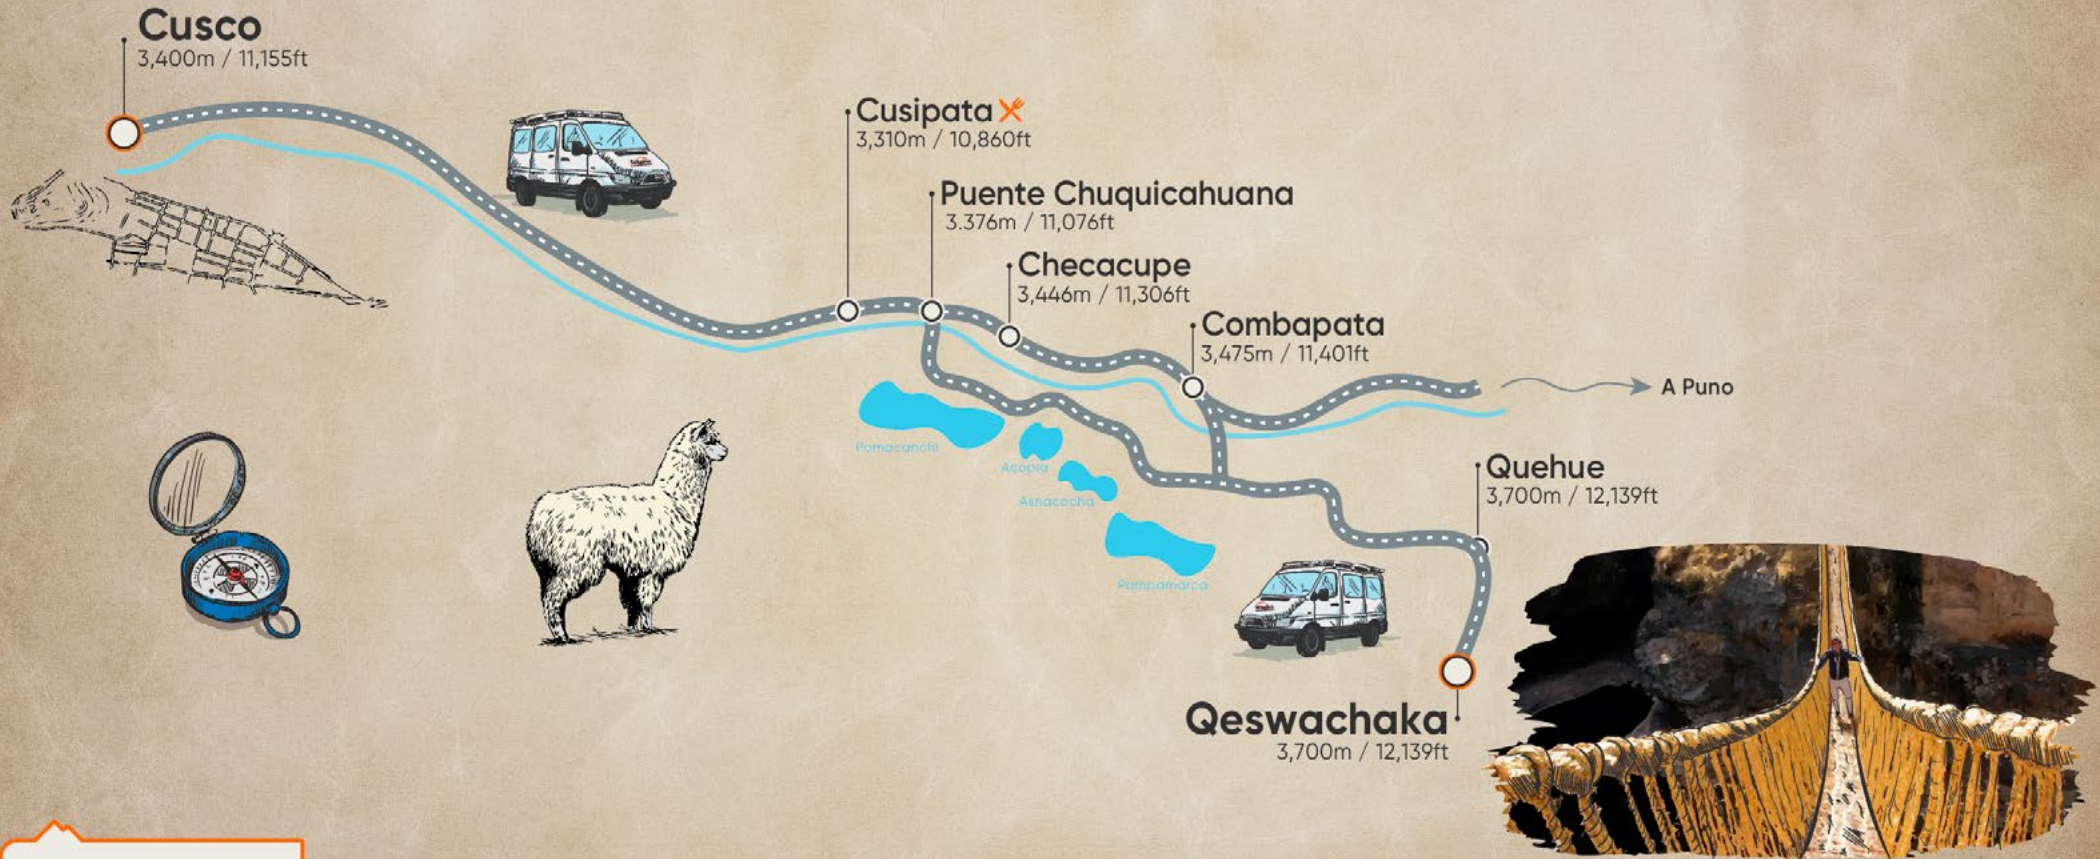 Cusco
3,400m / 11,155ft
Cusipata
3,310m / 10,860ft
Puente Chuquicahuana
3.376m / 11,076ft
Checacupe
3,446m / 11,306ft
Combapata
3,475m / 11,401ft
A Puno
Pomacanchi
Acopia
Asnacocha
Pampamarca
Quehue
3,700m / 12,139ft
Qeswachaka
3,700m / 12,139ft